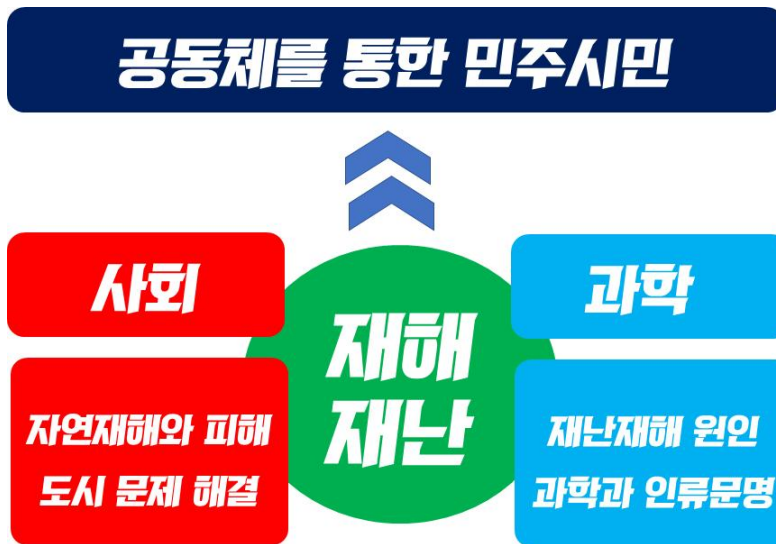 공동체를 통한 민주시민
사회
과학
재해
재난
자연재해와 피해
도시 문제 해결
재난재해 원인
과학과 인류문명